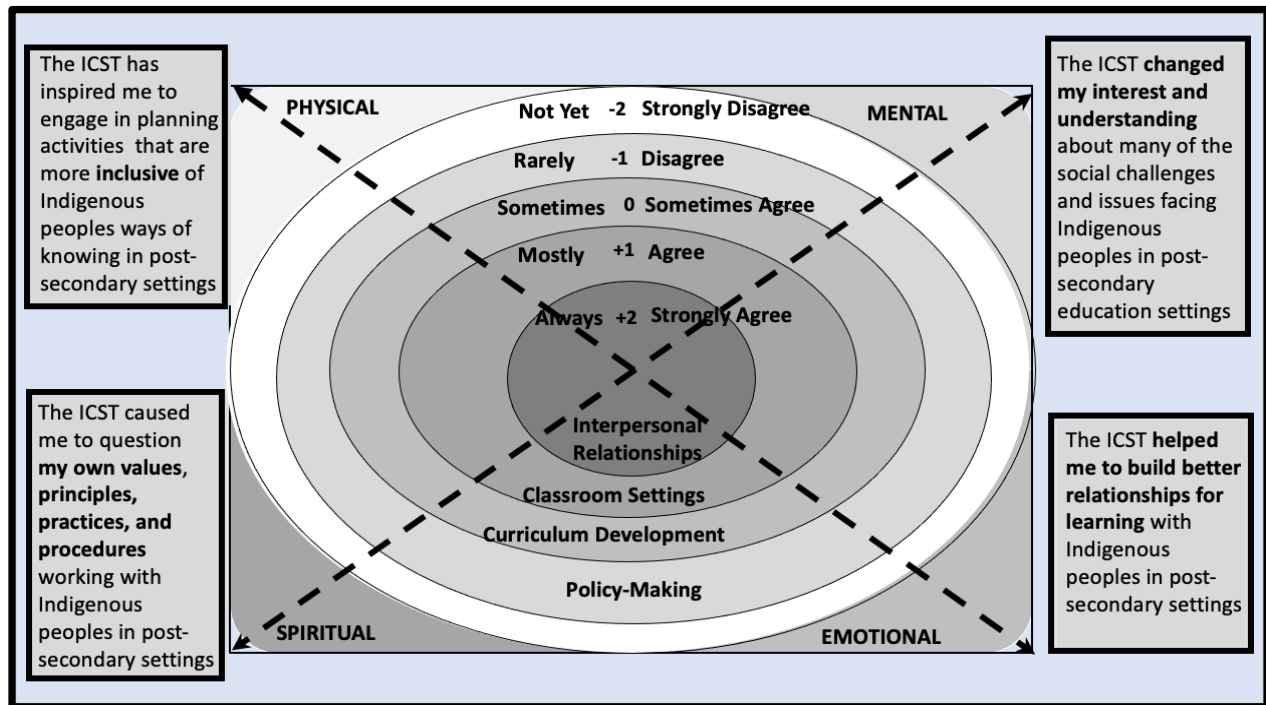 The ICST has
inspired me to
engage in planning
activities that are
more inclusive of
Indigenous
peoples ways of
knowing in post-
secondary settings
PHYSICAL
Not Yet -2 Strongly Disagree
MENTAL
Rarely -1 Disagree
Sometimes 0 Sometimes Agree
Mostly +1 Agree
Always +2 Strongly Agree
The ICST changed
my interest and
understanding
about many of the
social challenges
and issues facing
Indigenous
peoples in post-
secondary
education settings
The ICST caused
me to question
my own values,
principles,
practices, and
procedures
working with
Indigenous
peoples in post-
secondary settings
Interpersonal
Relationships
Classroom Settings
Curriculum Development
Policy-Making
SPIRITUAL
EMOTIONAL
The ICST helped
me to build better
relationships for
learning with
Indigenous
peoples in post-
secondary settings